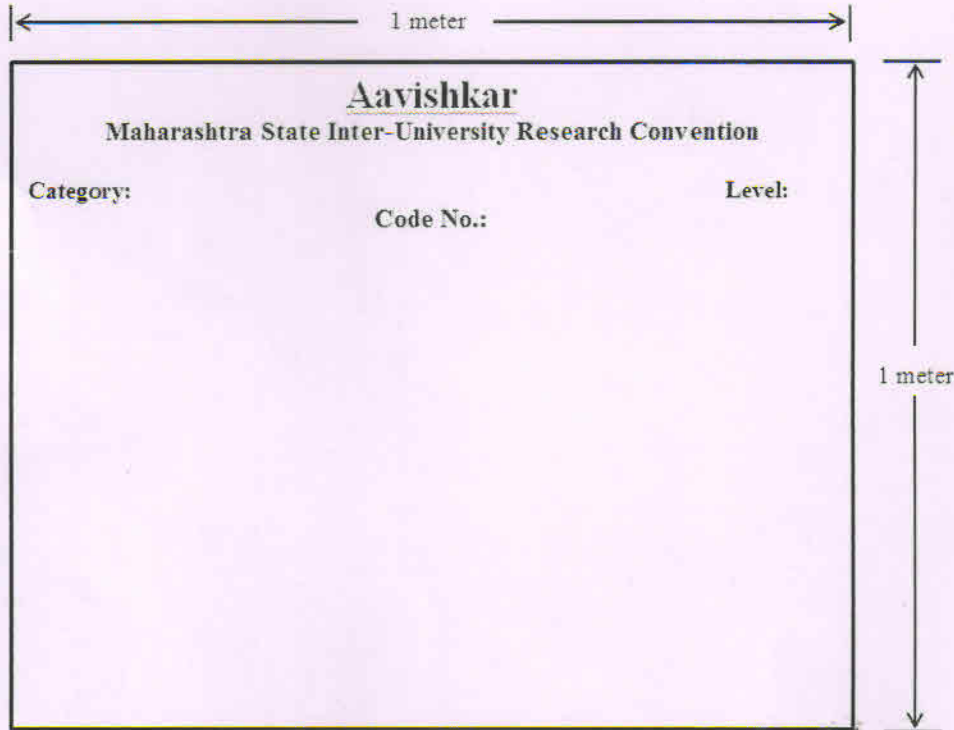 1 meter
Aavishkar
Maharashtra State Inter-University Research Convention
Category:
Level:
Code No.:
1 meter